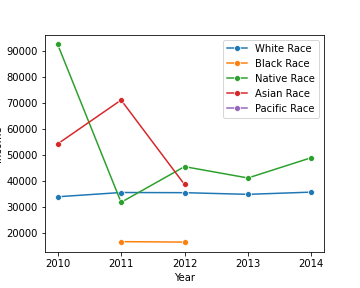 White Race
Black Race
Native Race
Asian Race
Pacific Race
90000
80000
70000
60000
50000
40000
30000
20000
2010 2011 2012 2013 2014
Year